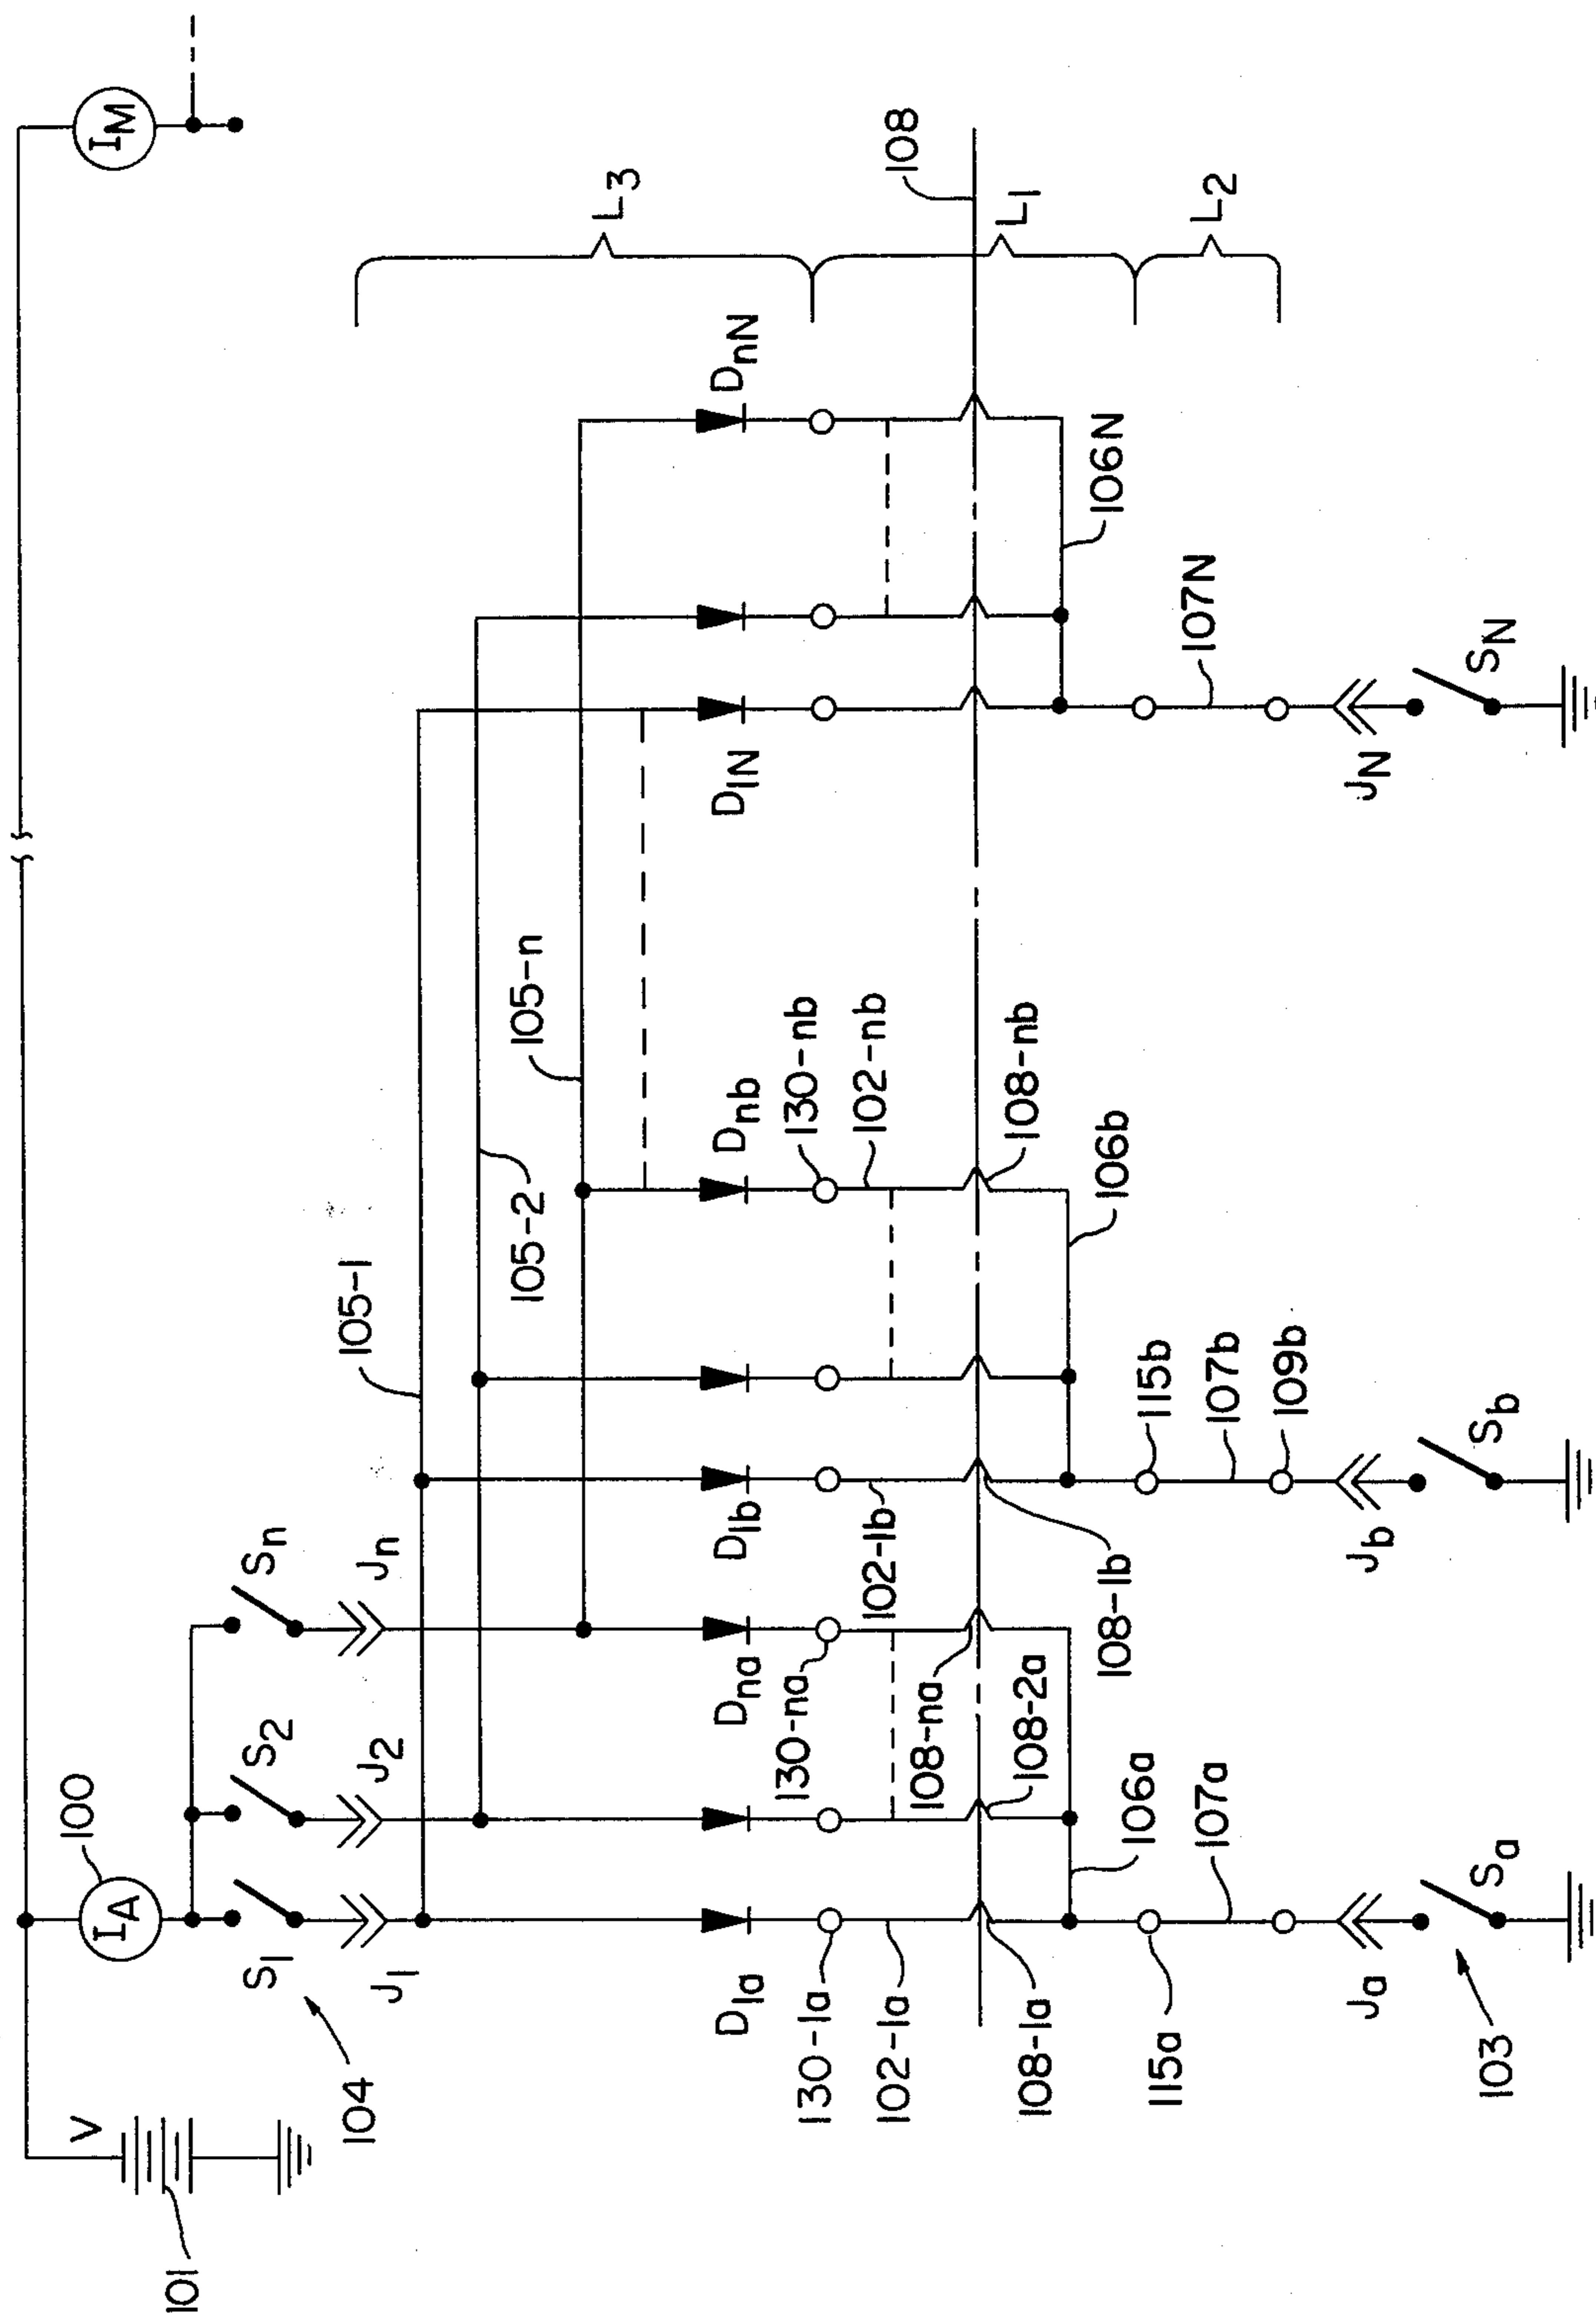 101
V
104
100
I A
S1
S2
Sn
J1
J2
Jn
105-1
105-2
105-n
I M
D1a
Dna
D1b
Dnb
D1N
DnN
L3
130-1a
130-na
130-nb
102-1a
102-1b
102-nb
108
108-1a
108-2a
108-na
108-1b
108-nb
L1
106a
106b
106N
115a
115b
107a
107b
107N
109b
L2
Ja
Jb
JN
Sa
Sb
SN
103